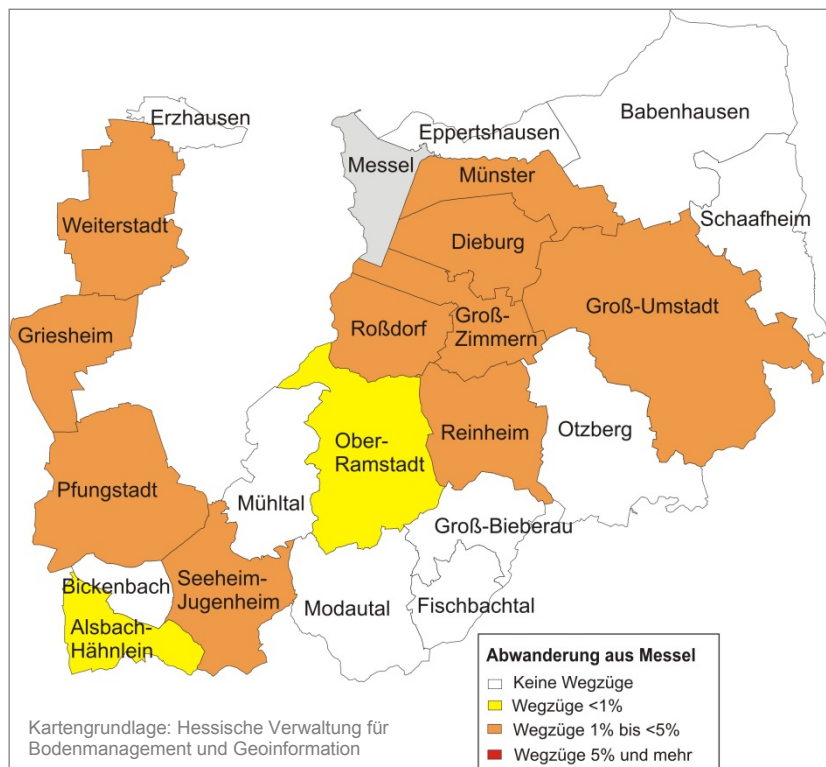 Erzhausen
Babenhausen
Eppertshausen
Messel
Münster
Weiterstadt
Schaafheim
Dieburg
Griesheim
Roßdorf
Groß-
Zimmern
Groß-Umstadt
Ober-
Ramstadt
Reinheim
Otzberg
Pfungstadt
Mühltal
Groß-Bieberau
Bickenbach
Seeheim-
Jugenheim
Modautal
Fischbachtal
Alsbach-
Hähnlein
Abwanderung aus Messel
Keine Wegzüge
Wegzüge <1%
Wegzüge 1% bis <5%
Wegzüge 5% und mehr
Kartengrundlage: Hessische Verwaltung für
Bodenmanagement und Geoinformation